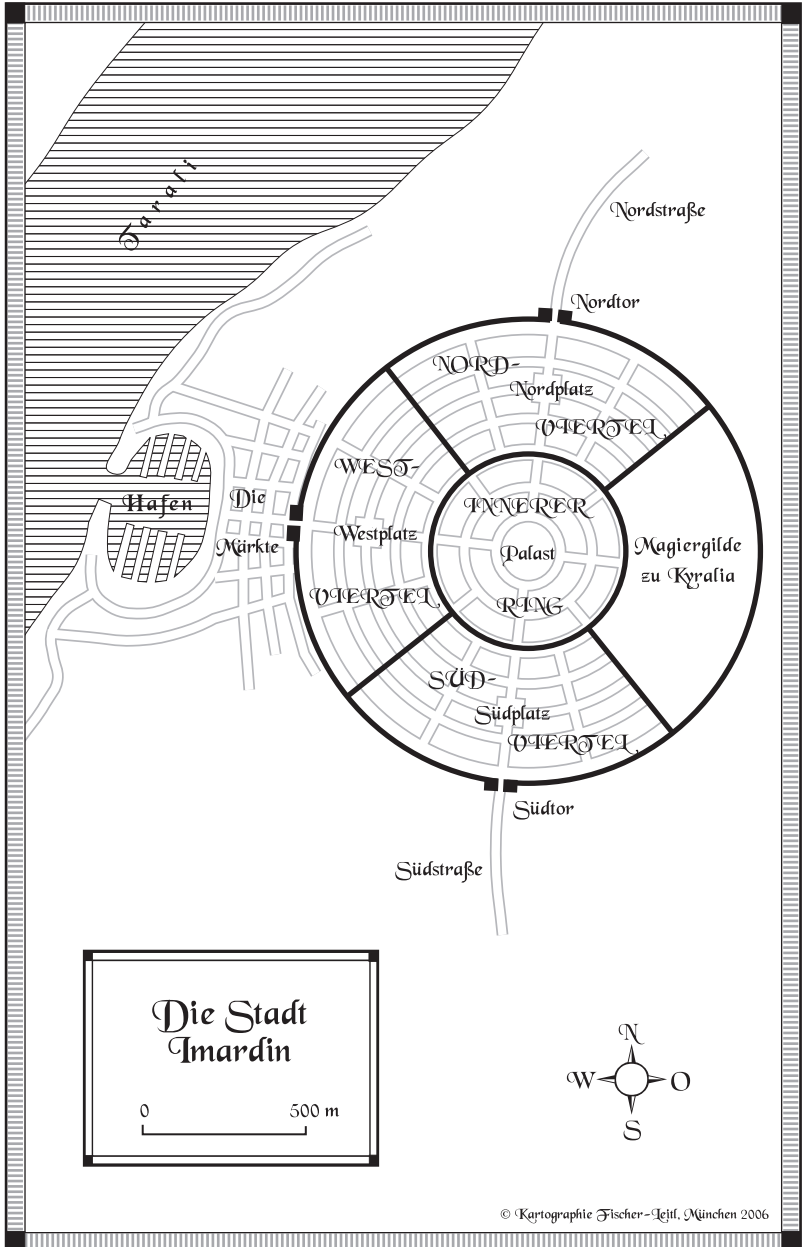 Tarali
Nordstraße
Nordtor
NORD-
Nordplatz
VIERTEL
WEST-
Die
Hafen
INNERER
Westplatz
Märkte
Palast
Magiergilde
zu Kyralia
VIERTEL
RING
SÜD-
Südplatz
VIERTEL
Südtor
Südstraße
Die Stadt
Imardin
0 500 m
N
W O
S
© Kartographie Fischer-Leitl, München 2006